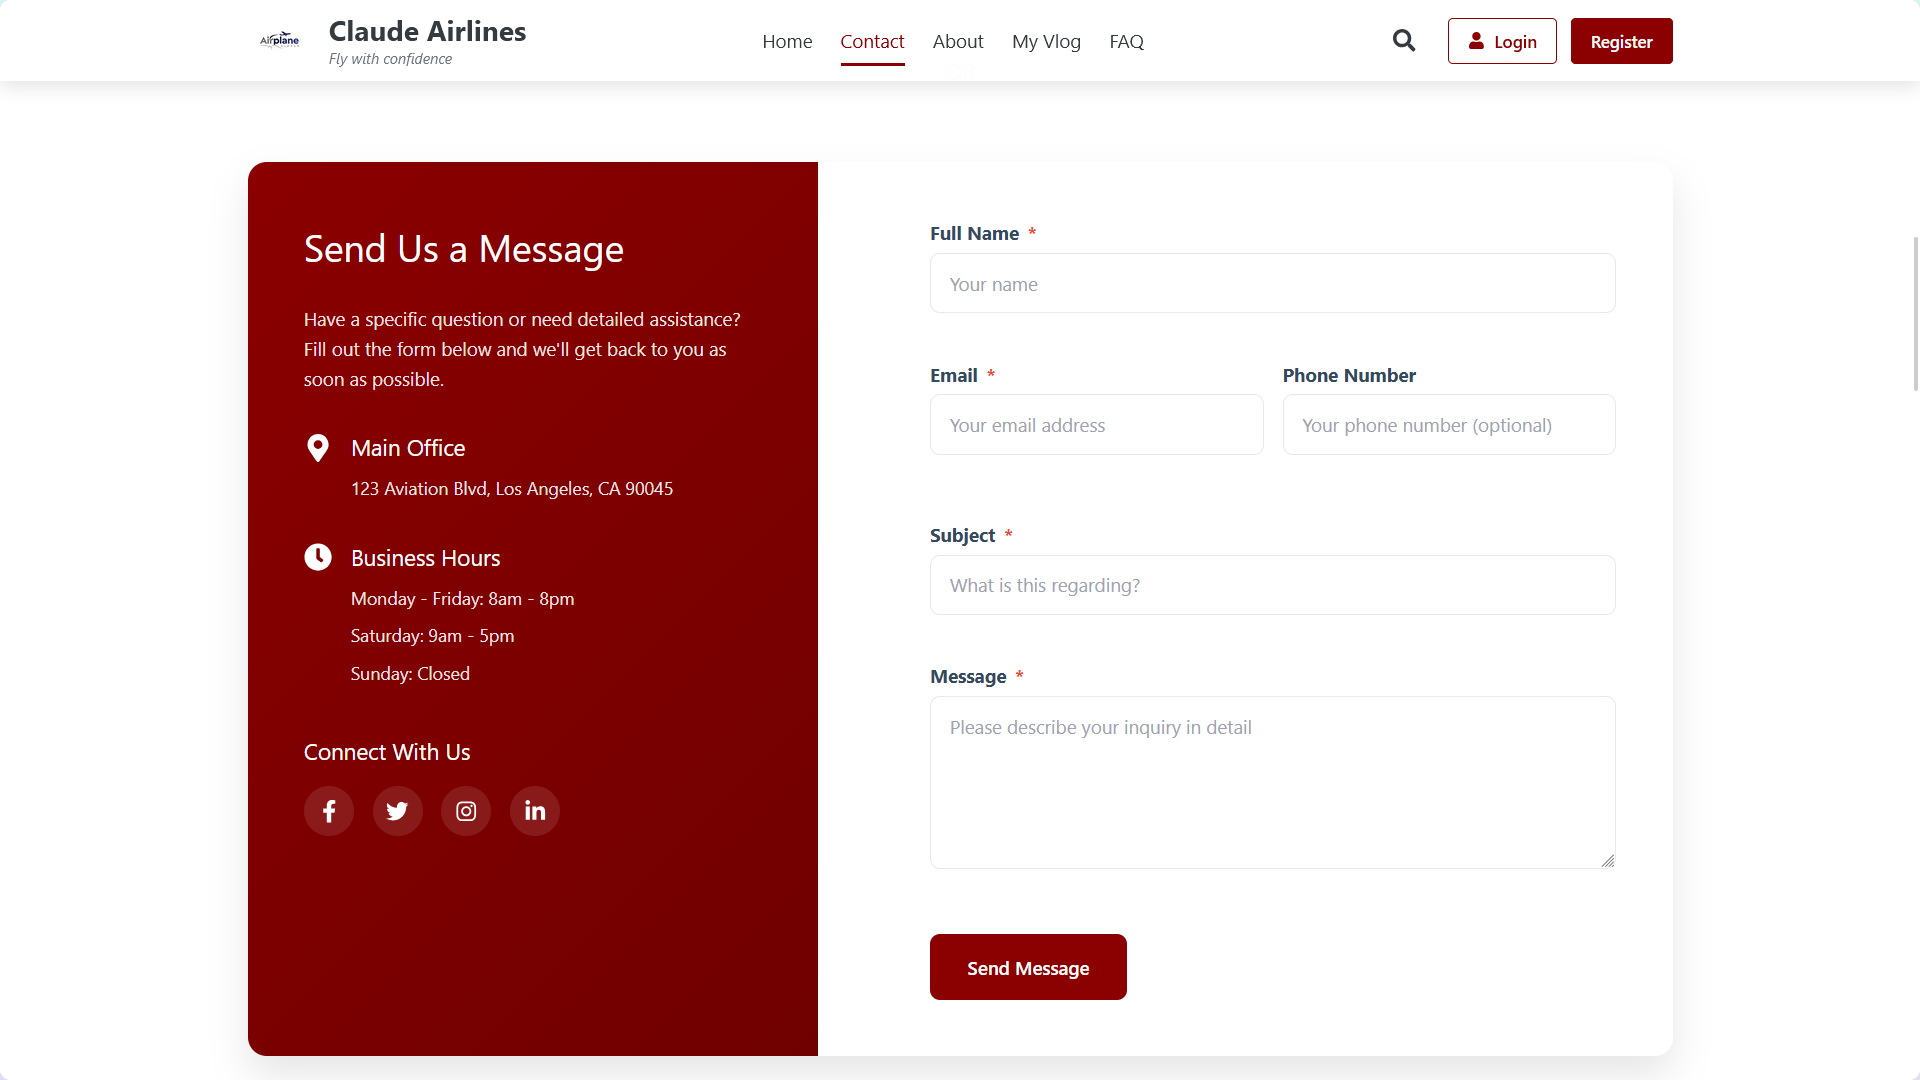 Airplane
Claude Airlines
Fly with confidence
Home Contact About My Vlog FAQ
Login
Register
Send Us a Message
Have a specific question or need detailed assistance?
Fill out the form below and we'll get back to you as
soon as possible.
Main Office
123 Aviation Blvd, Los Angeles, CA 90045
Business Hours
Monday - Friday: 8am - 8pm
Saturday: 9am - 5pm
Sunday: Closed
Connect With Us
Full Name *
Your name
Email *
Your email address
Phone Number
Your phone number (optional)
Subject *
What is this regarding?
Message *
Please describe your inquiry in detail
Send Message